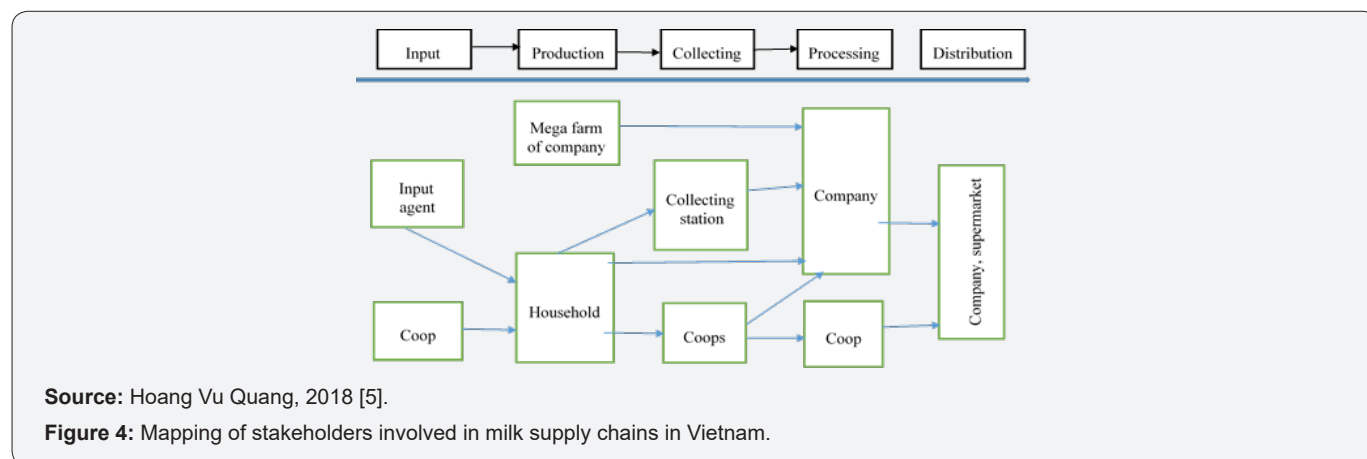 Input
Production
Collecting
Processing
Distribution
Mega farm
of company
Input
agent
Collecting
station
Company
Company, supermarket
Household
Coop
Coops
Coop
Source: Hoang Vu Quang, 2018 [5].
Figure 4: Mapping of stakeholders involved in milk supply chains in Vietnam.